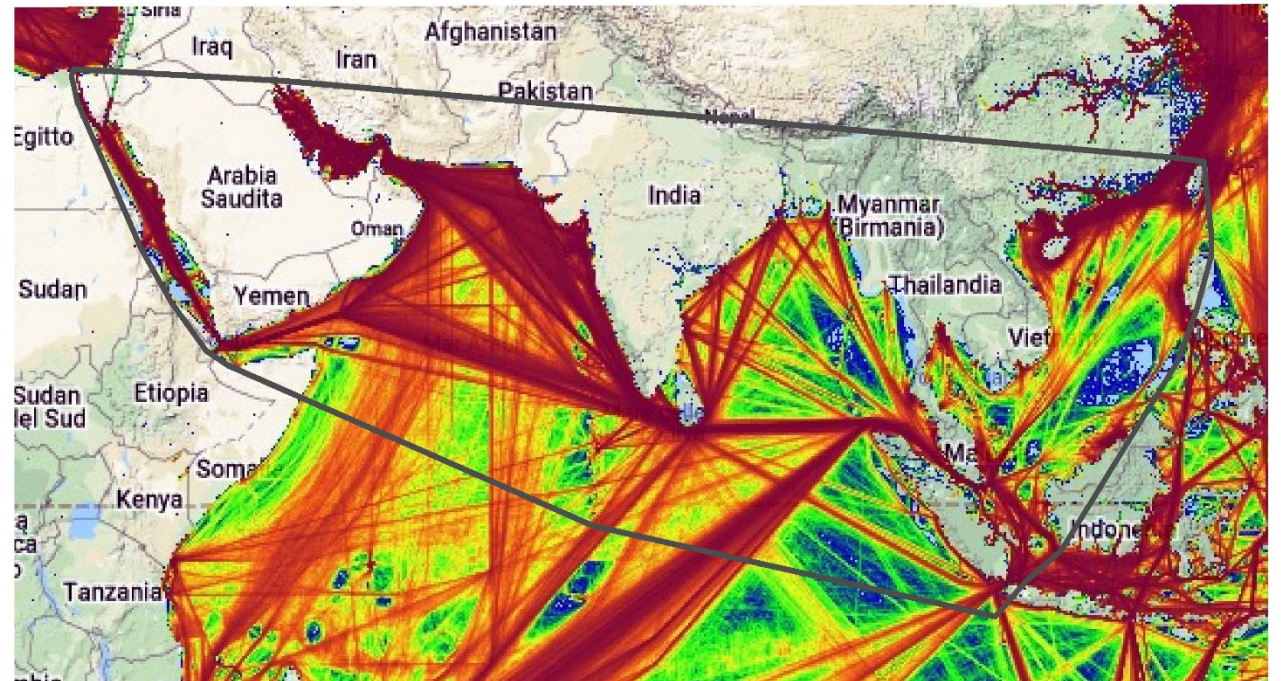 Siria
Afghanistan
Iraq
Iran
Pakistan
Nepal
Egitto
Arabia
Saudita
India
Myanmar
(Birmania)
Oman
Sudan
Yemen
Thailandia
Viet
Etiopia
Sudan
del Sud
Somalia
Kenya
Indone
Tanzania